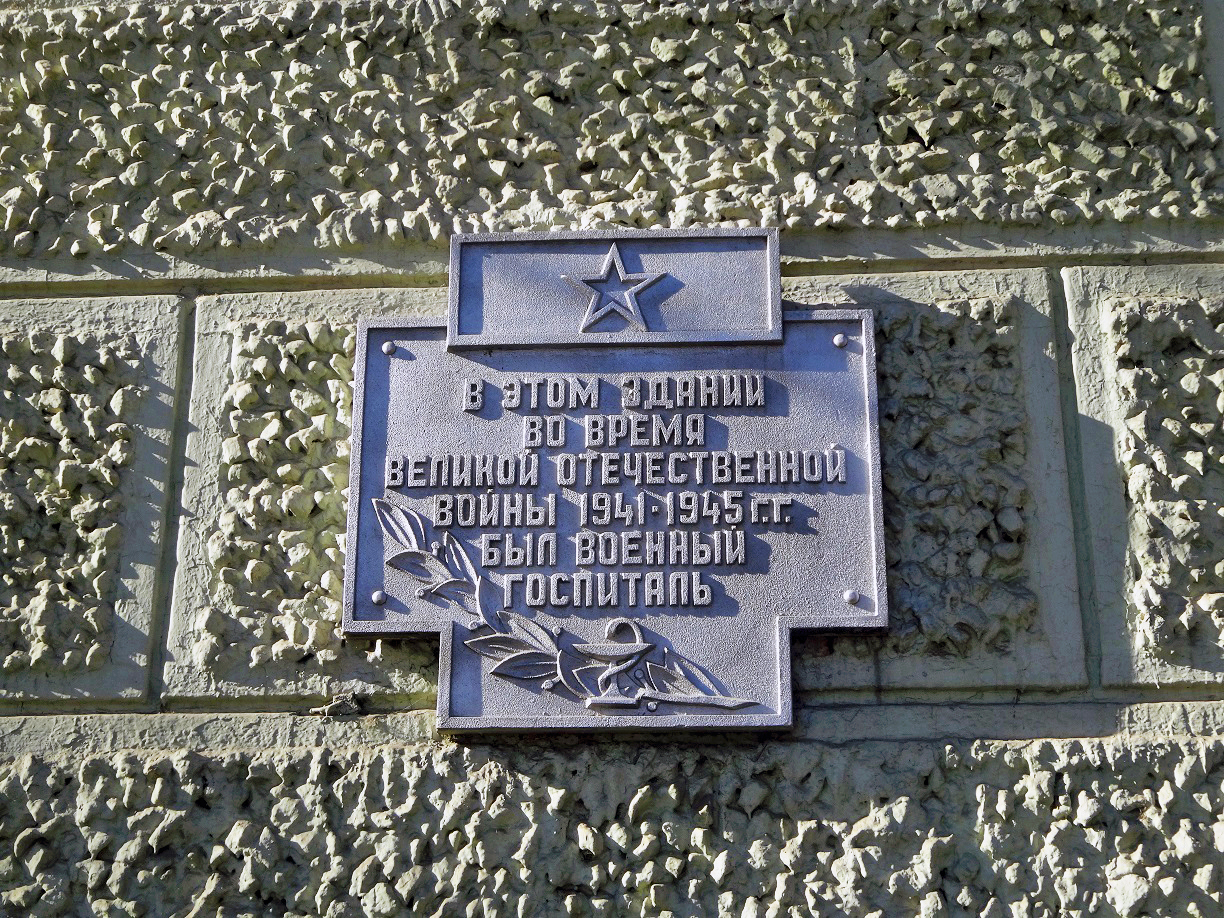 В ЭТОМ ЗДАНИИ
ВО ВРЕМЯ
ВЕЛИКОЙ ОТЕЧЕСТВЕННОЙ
ВОЙНЫ 1941-1945 Г.Г.
БЫЛ ВОЕННЫЙ
ГОСПИТАЛЬ